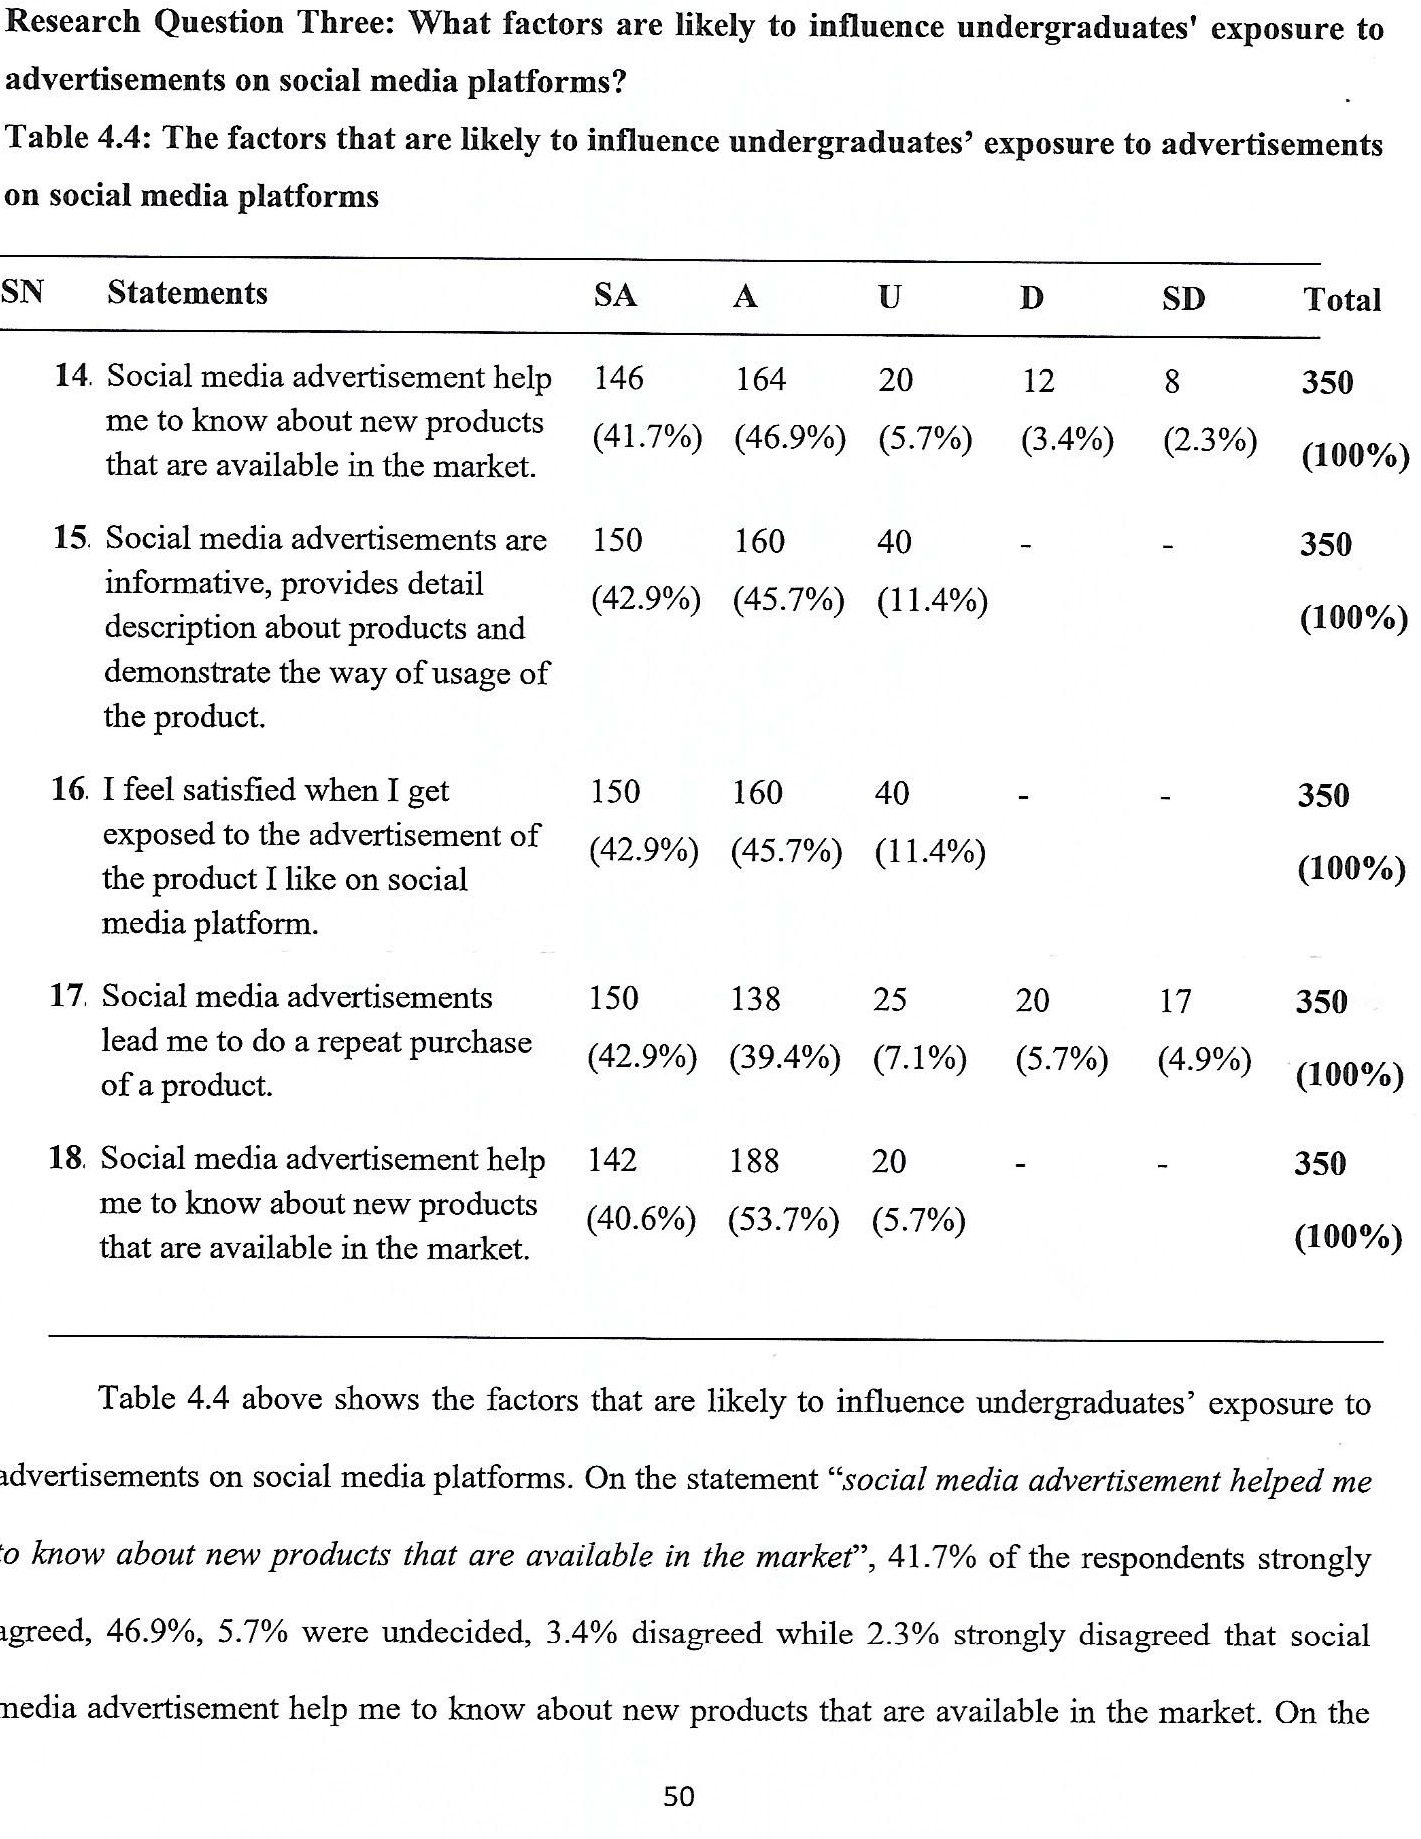 Research Question Three: What factors are likely to influence undergraduates' exposure to
advertisements on social media platforms?
Table 4.4: The factors that are likely to influence undergraduates’ exposure to advertisements
on social media platforms
SN Statements SA A U D SD Total
14. Social media advertisement help 146 164 20 12 8 350
me to know about new products (41.7%) (46.9%) (5.7%) (3.4%) (2.3%) (100%)
that are available in the market.
15. Social media advertisements are 150 160 40 - - 350
informative, provides detail (42.9%) (45.7%) (11.4%) (100%)
description about products and
demonstrate the way of usage of
the product.
16. I feel satisfied when I get 150 160 40 - - 350
exposed to the advertisement of (42.9%) (45.7%) (11.4%) (100%)
the product I like on social
media platform.
17. Social media advertisements 150 138 25 20 17 350
lead me to do a repeat purchase (42.9%) (39.4%) (7.1%) (5.7%) (4.9%) (100%)
of a product.
18. Social media advertisement help 142 188 20 - - 350
me to know about new products (40.6%) (53.7%) (5.7%) (100%)
that are available in the market.
Table 4.4 above shows the factors that are likely to influence undergraduates’ exposure to
advertisements on social media platforms. On the statement “social media advertisement helped me
to know about new products that are available in the market”, 41.7% of the respondents strongly
agreed, 46.9%, 5.7% were undecided, 3.4% disagreed while 2.3% strongly disagreed that social
media advertisement help me to know about new products that are available in the market. On the
50